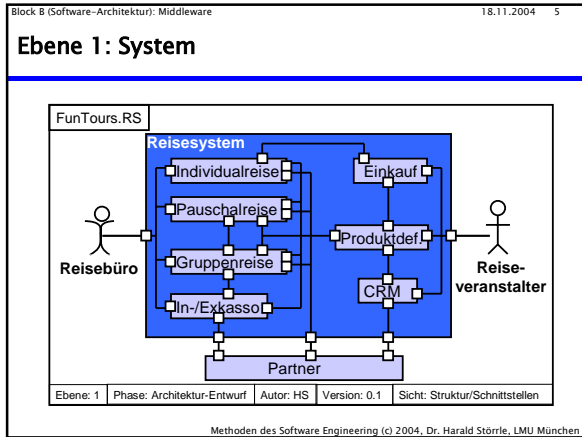 Block B (Software-Architektur): Middleware 18.11.2004 5
Ebene 1: System
FunTours.RS
Reisesystem
Individualreise
Einkauf
Pauschalreise
Produktdef.
Reisebüro
Gruppenreise
Reise-
veranstalter
CRM
In-/Exkasso
Partner
Ebene: 1 Phase: Architektur-Entwurf Autor: HS Version: 0.1 Sicht: Struktur/Schnittstellen
Methoden des Software Engineering (c) 2004, Dr. Harald Störrle, LMU München